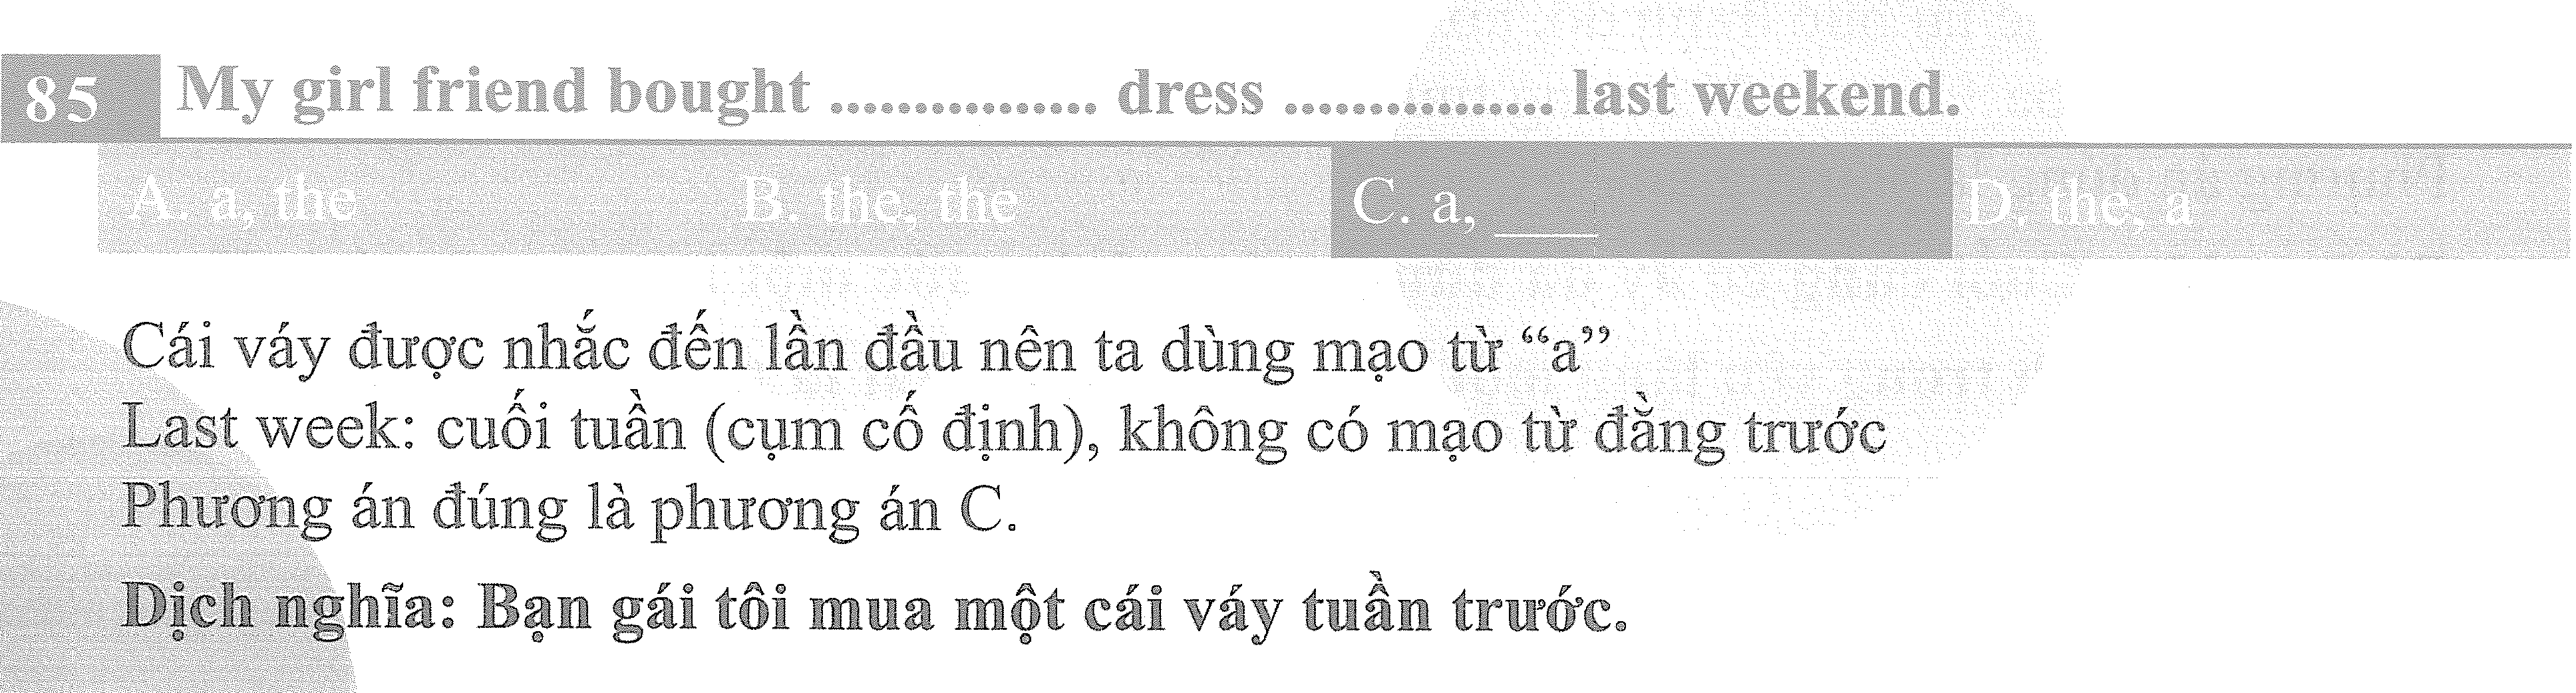 85 My girl friend bought ................ dress ................ last weekend.
A. a, the B. the, the C. a, ___ D. the, a
Cái váy được nhắc đến lần đầu nên ta dùng mạo từ “a”
Last week: cuối tuần (cụm cố định), không có mạo từ đằng trước
Phương án đúng là phương án C.
Dịch nghĩa: Bạn gái tôi mua một cái váy tuần trước.